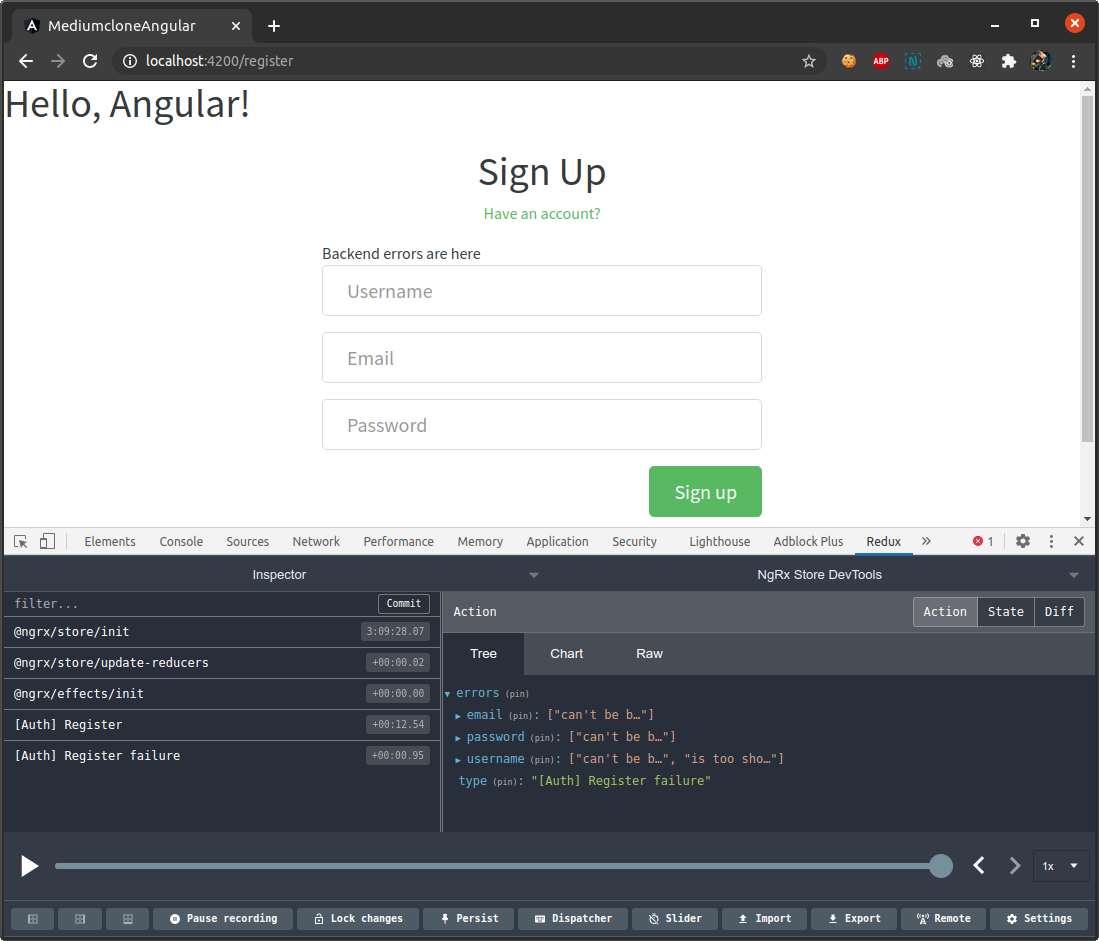 MediumcloneAngular
localhost:4200/register
ABP
N
Hello, Angular!
Sign Up
Have an account?
Backend errors are here
Username
Email
Password
Sign up
Elements Console Sources Network Performance Memory Application Security Lighthouse Adblock Plus Redux » 1
Inspector NgRx Store DevTools
filter... Commit
@ngrx/store/init 3:09:28.07
@ngrx/store/update-reducers +00:00.02
@ngrx/effects/init +00:00.00
[Auth] Register +00:12.54
[Auth] Register failure +00:00.95
Action Action State Diff
Tree Chart Raw
errors (pin)
email (pin): ["can't be b…"]
password (pin): ["can't be b…"]
username (pin): ["can't be b…", "is too sho…"]
type (pin): "[Auth] Register failure"
1x
Pause recording Lock changes Persist Dispatcher Slider Import Export Remote Settings